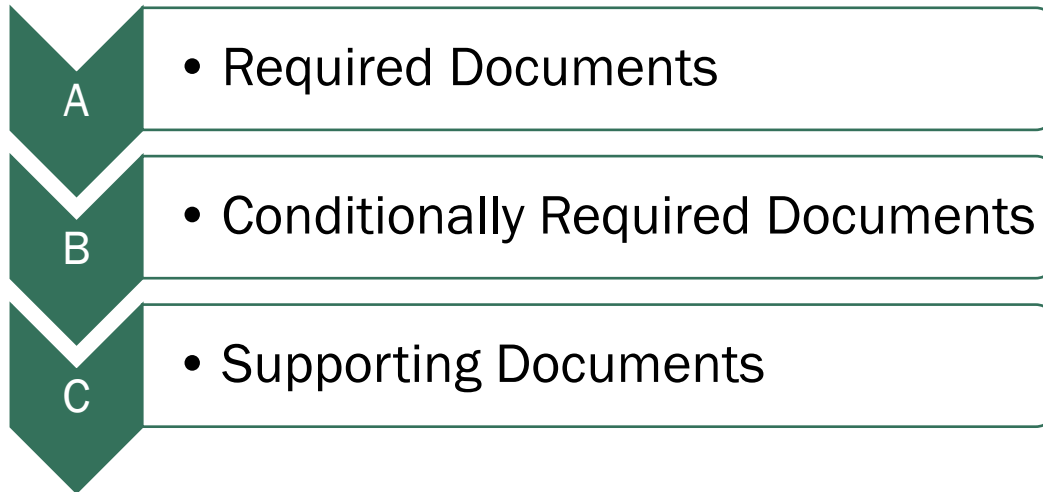 A
• Required Documents
B
• Conditionally Required Documents
C
• Supporting Documents